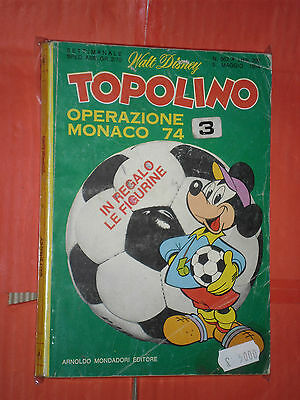 SETTIMANALE
Walt Disney
TOPOLINO
OPERAZIONE
MONACO 74 3
IN REGALO
LE FIGURINE
ARNOLDO MONDADORI EDITORE